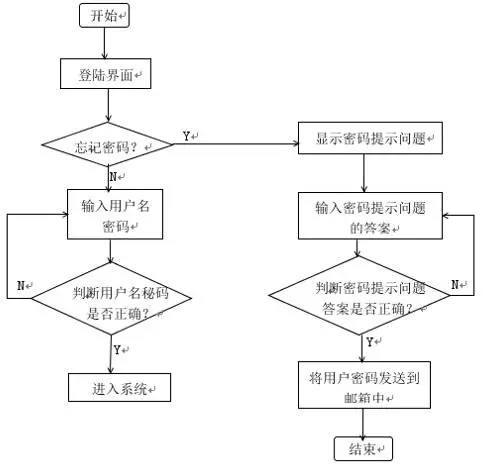 开始
登陆界面
忘记密码?
Y
显示密码提示问题
N
输入用户名
密码
输入密码提示问题
的答案
N
判断用户名秘码
是否正确?
判断密码提示问题
答案是否正确?
N
Y
Y
进入系统
将用户密码发送到
邮箱中
结束